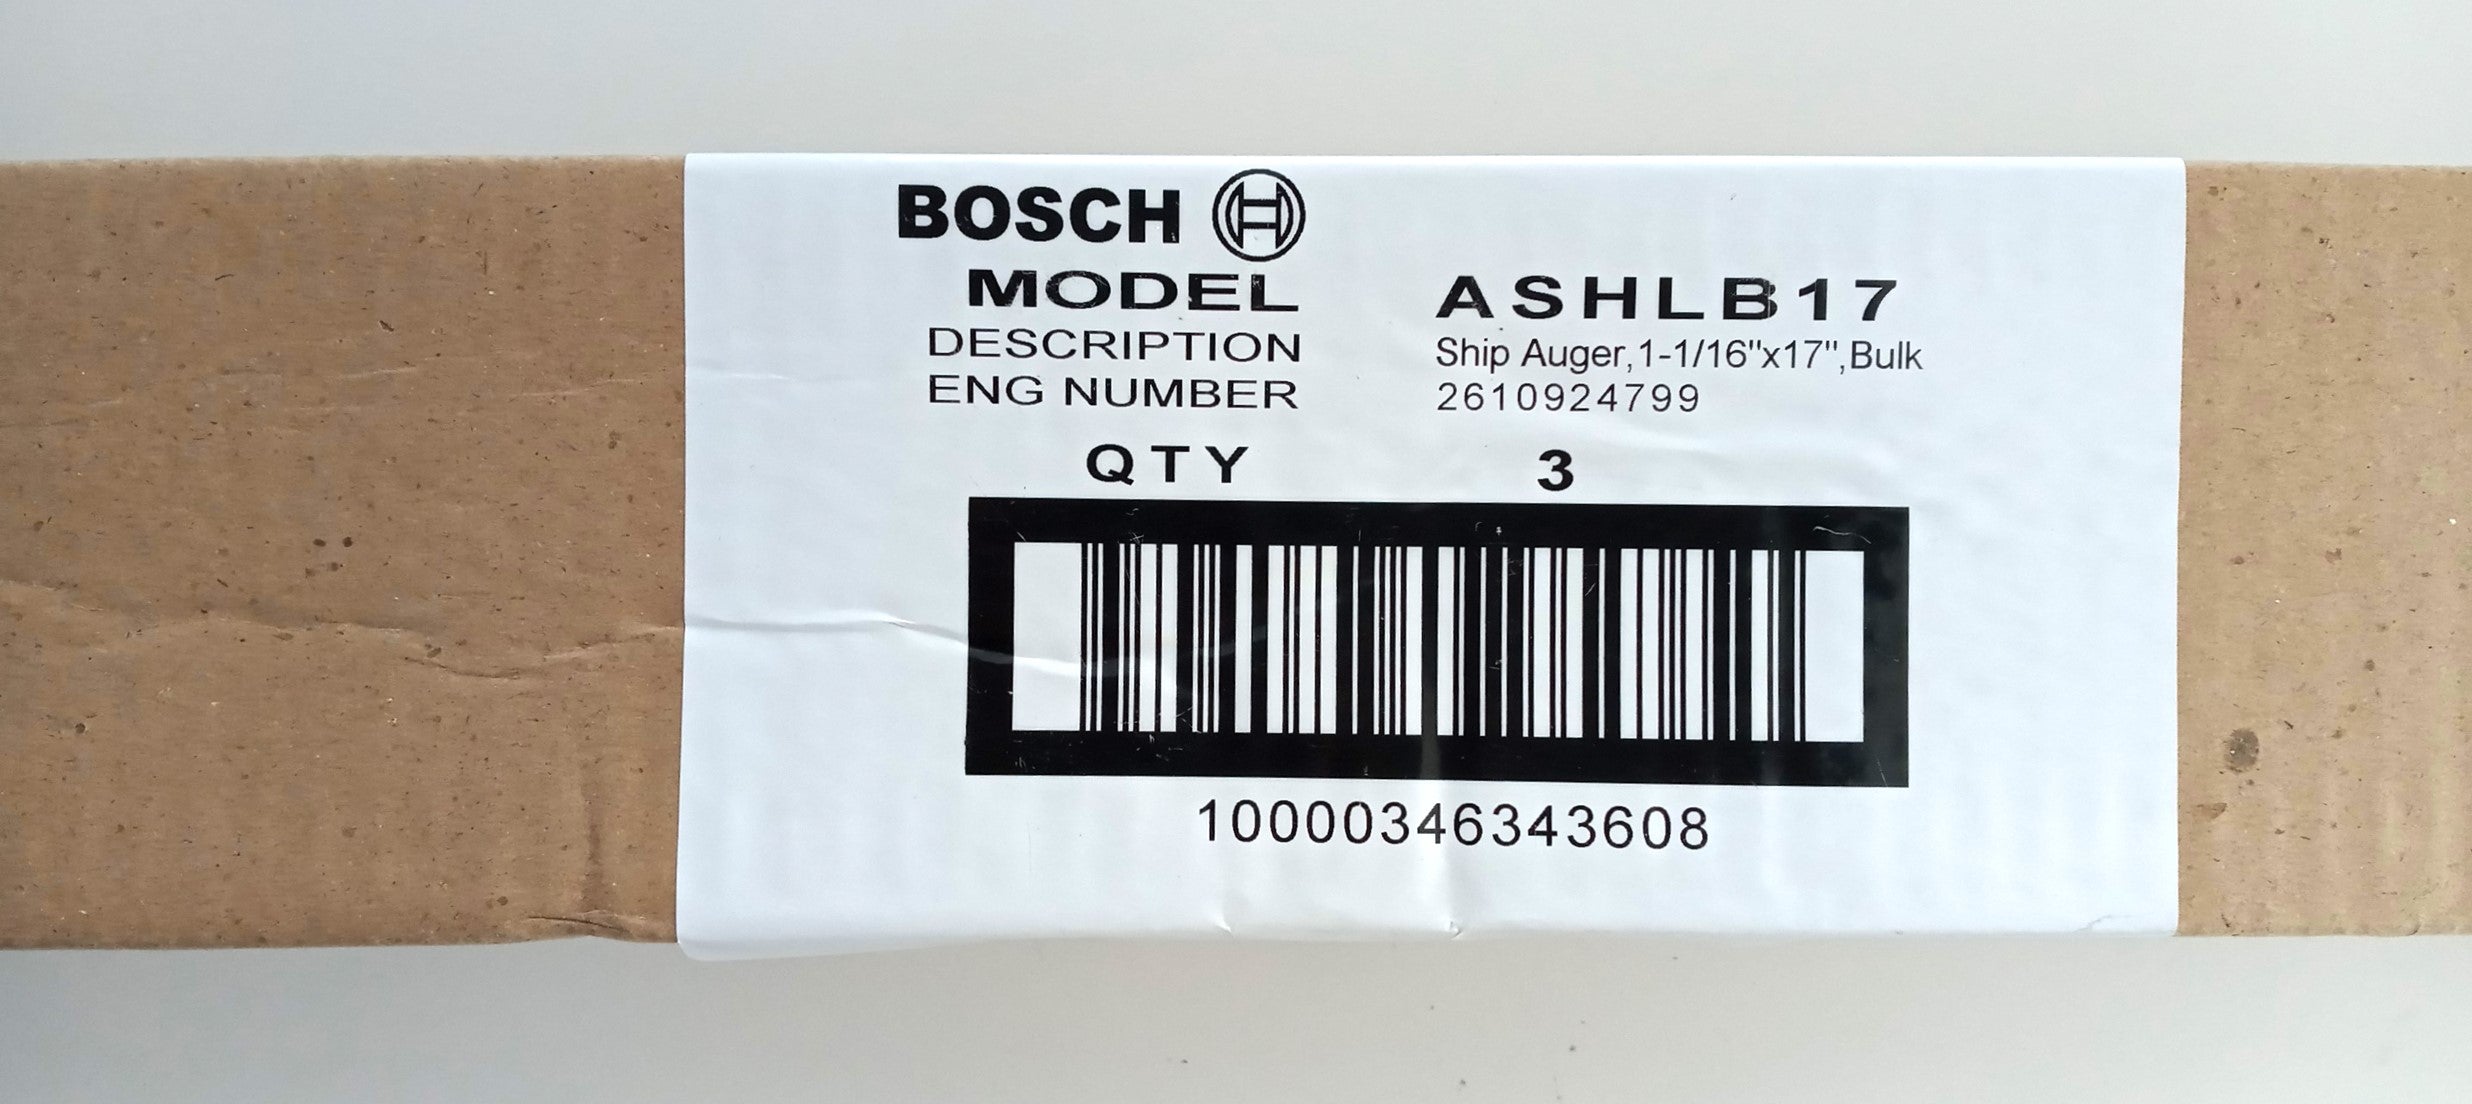 BOSCH
MODEL ASHLB17
DESCRIPTION Ship Auger,1-1/16"x17",Bulk
ENG NUMBER 2610924799
QTY 3
10000346343608